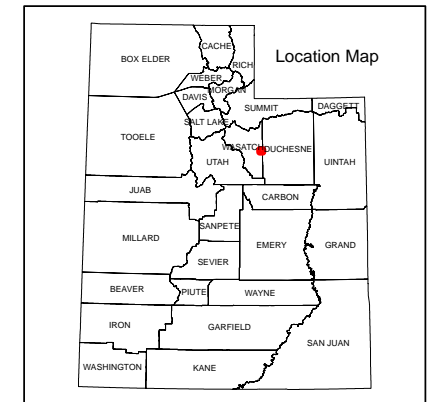 Location Map
BOX ELDER
CACHE
RICH
WEBER
MORGAN
DAVIS
SUMMIT
DAGGETT
SALT LAKE
TOOELE
WASATCH
DUCHESNE
UTAH
UINTAH
JUAB
CARBON
SANPETE
MILLARD
EMERY
GRAND
SEVIER
BEAVER
PIUTE
WAYNE
IRON
GARFIELD
SAN JUAN
WASHINGTON
KANE